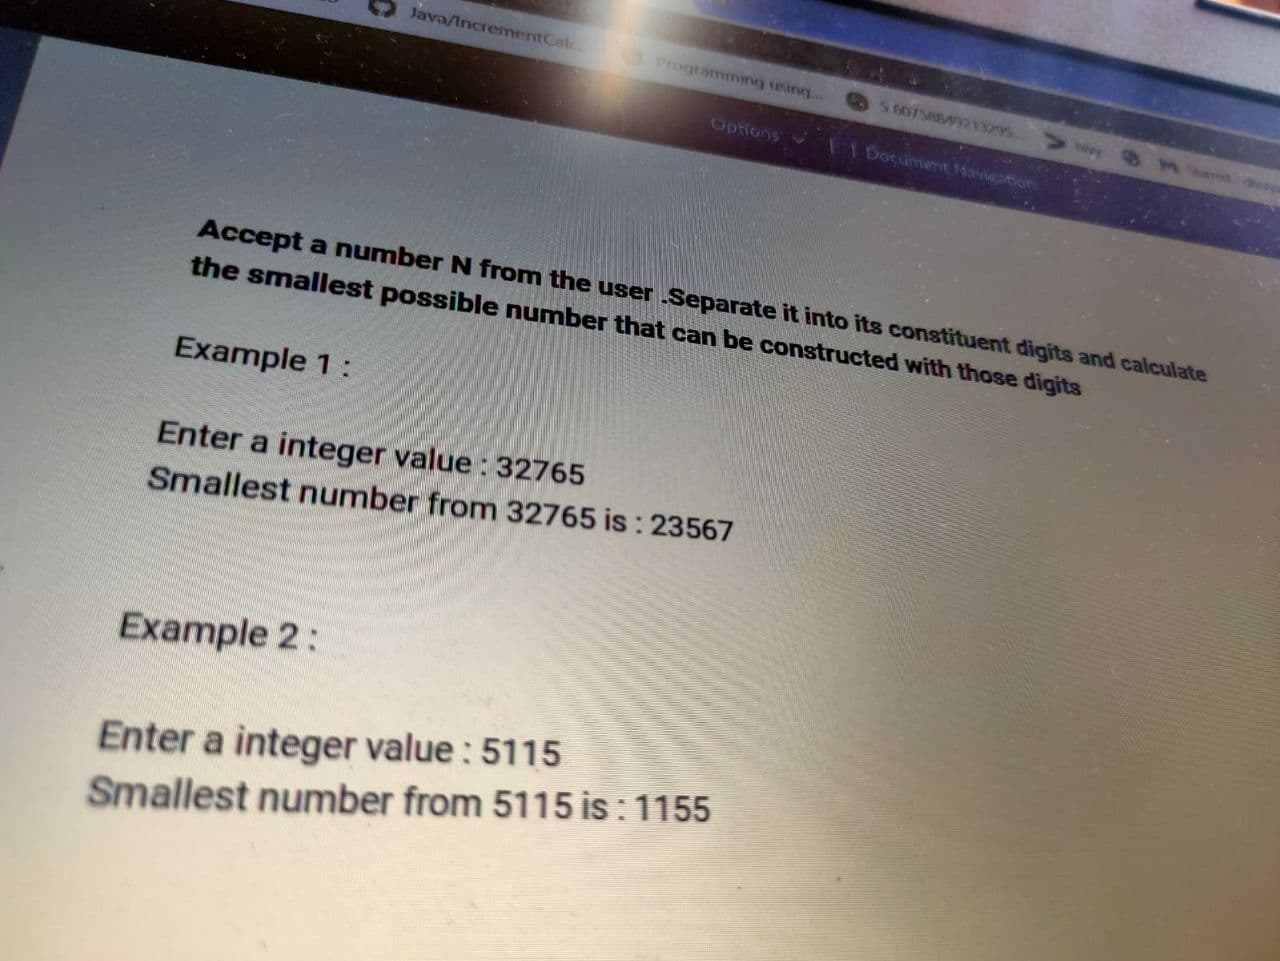 Java/IncrementCalc
Programming using...
Options
Document Navigation
Accept a number N from the user .Separate it into its constituent digits and calculate
the smallest possible number that can be constructed with those digits
Example 1 :
Enter a integer value : 32765
Smallest number from 32765 is : 23567
Example 2 :
Enter a integer value : 5115
Smallest number from 5115 is : 1155